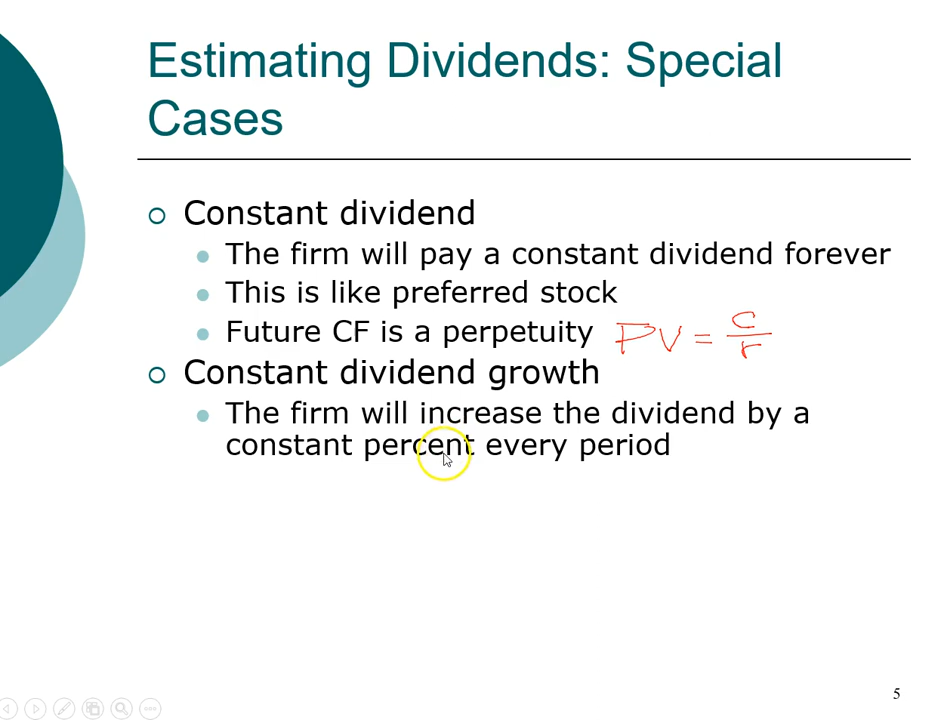 Estimating Dividends: Special
Cases
Constant dividend
The firm will pay a constant dividend forever
This is like preferred stock
Future CF is a perpetuity PV = C/r
Constant dividend growth
The firm will increase the dividend by a
constant percent every period
5